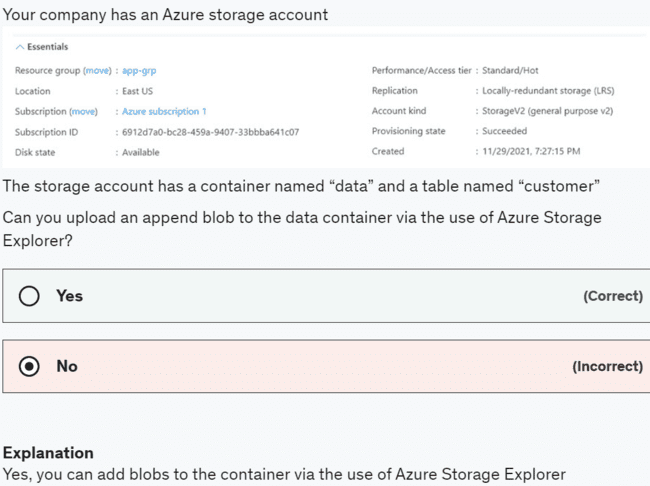 Your company has an Azure storage account
Essentials
Resource group (move) : app-grp
Performance/Access tier : Standard/Hot
Location : East US
Replication : Locally-redundant storage (LRS)
Subscription (move) : Azure subscription 1
Account kind : StorageV2 (general purpose v2)
Subscription ID : 6912d7a0-bc28-459a-9407-33bbba641c07
Provisioning state : Succeeded
Disk state : Available
Created : 11/29/2021, 7:27:15 PM
The storage account has a container named “data” and a table named “customer”
Can you upload an append blob to the data container via the use of Azure Storage
Explorer?
Yes (Correct)
No (Incorrect)
Explanation
Yes, you can add blobs to the container via the use of Azure Storage Explorer